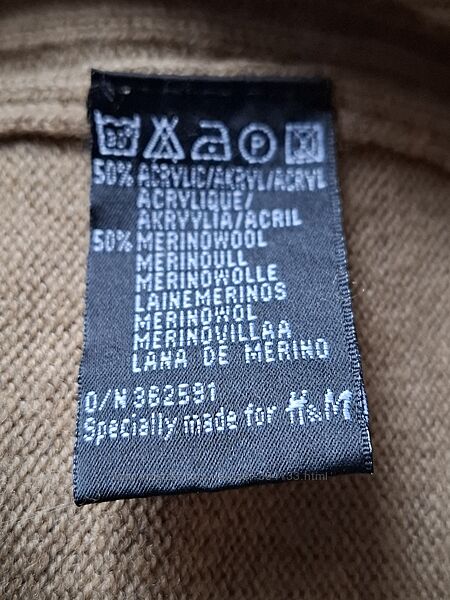 P
50% ACRYLIC/AKRYL/ACRYL
ACRYLIQUE/
AKRYYLIA/ACRIL
50% MERINOWOOL
MERINOULL
MERINOWOLLE
LAINEMERINOS
MERINOWOL
MERINOVILLAA
LANA DE MERINO
O/N 362591
Specially made for H&M